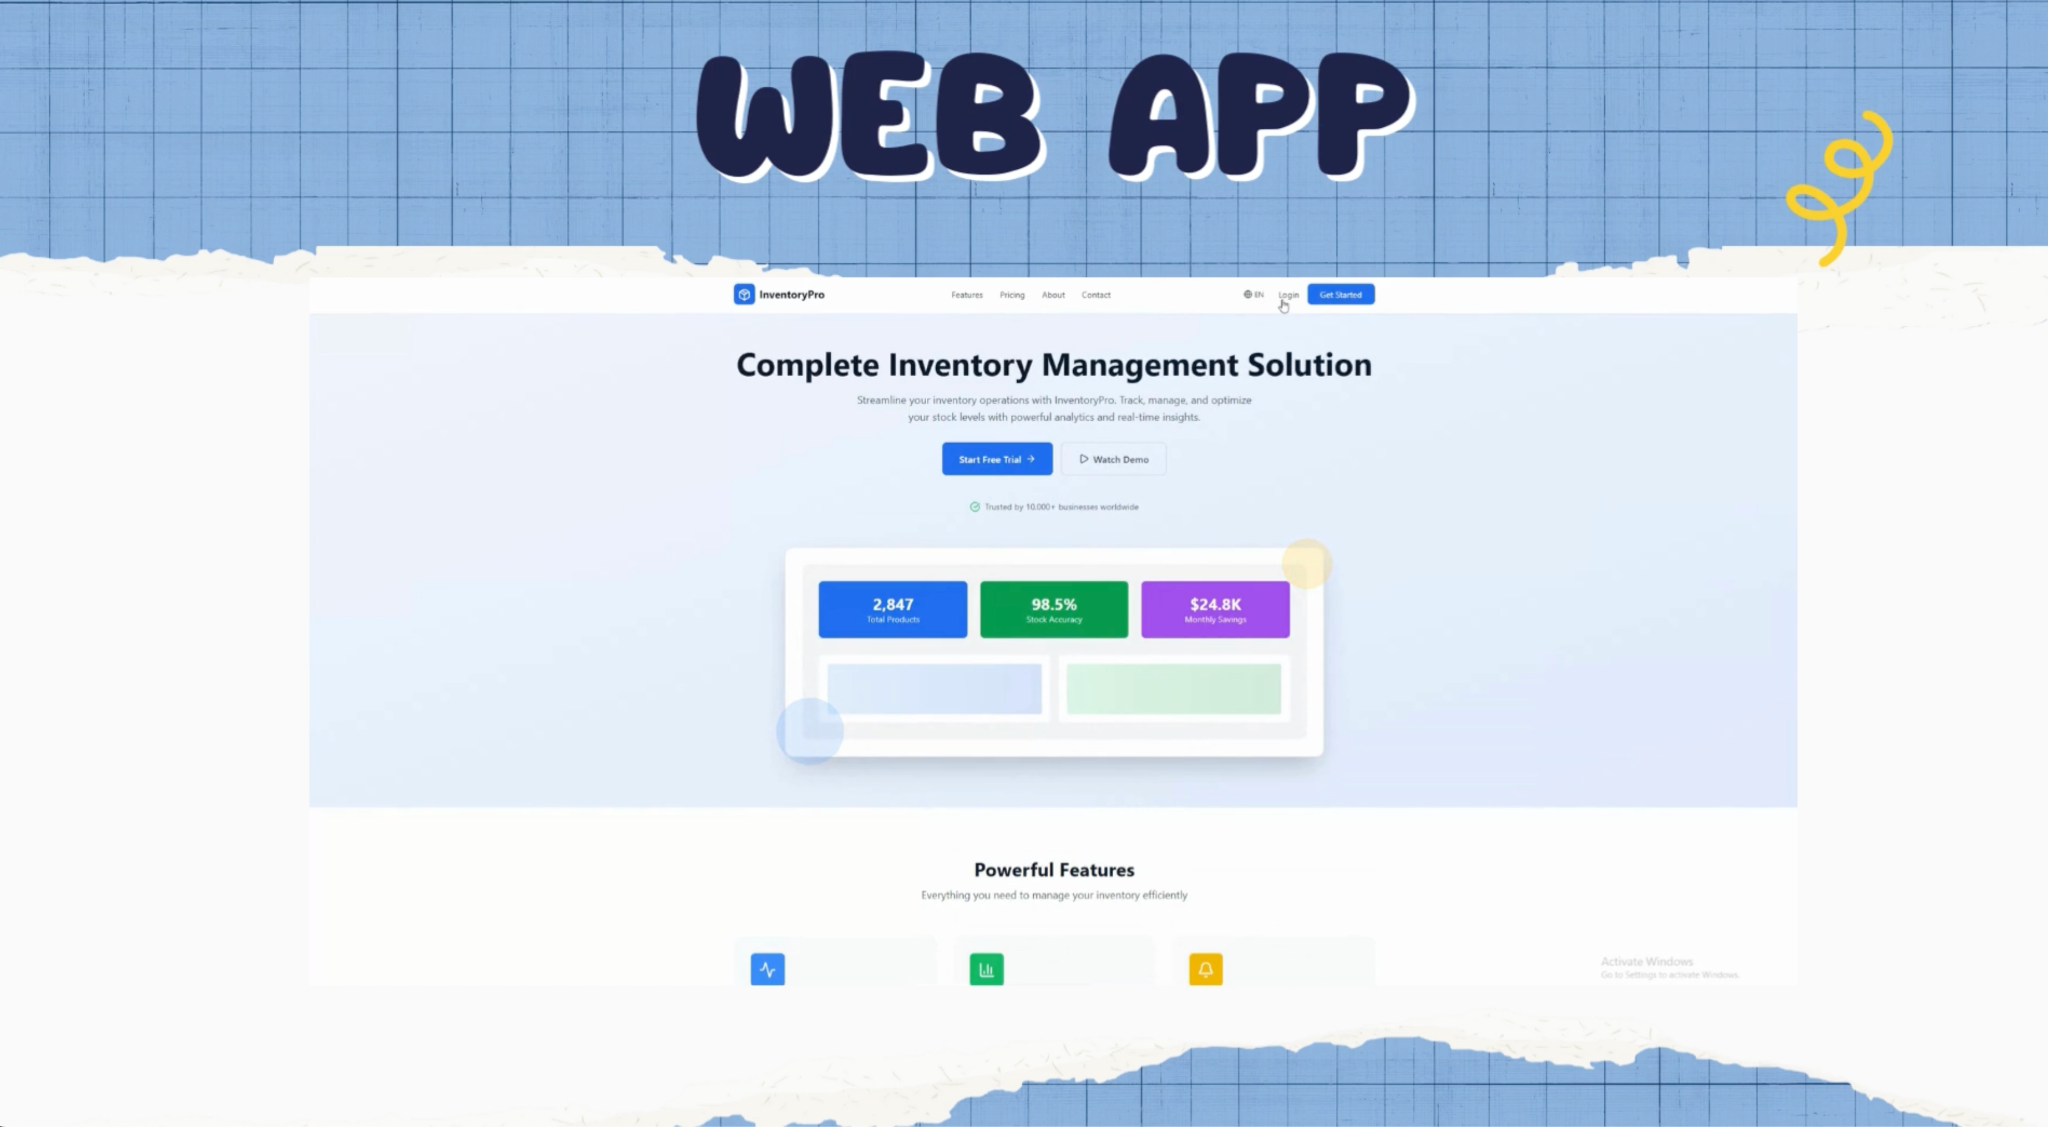 WEB APP
InventoryPro Features Pricing About Contact EN Login Get Started
Complete Inventory Management Solution
Streamline your inventory operations with InventoryPro. Track, manage, and optimize
your stock levels with powerful analytics and real-time insights.
Start Free Trial → Watch Demo
Trusted by 10,000+ businesses worldwide
2,847 98.5% $24.8K
Total Products Stock Accuracy Monthly Savings
Powerful Features
Everything you need to manage your inventory efficiently
Activate Windows
Go to Settings to activate Windows.